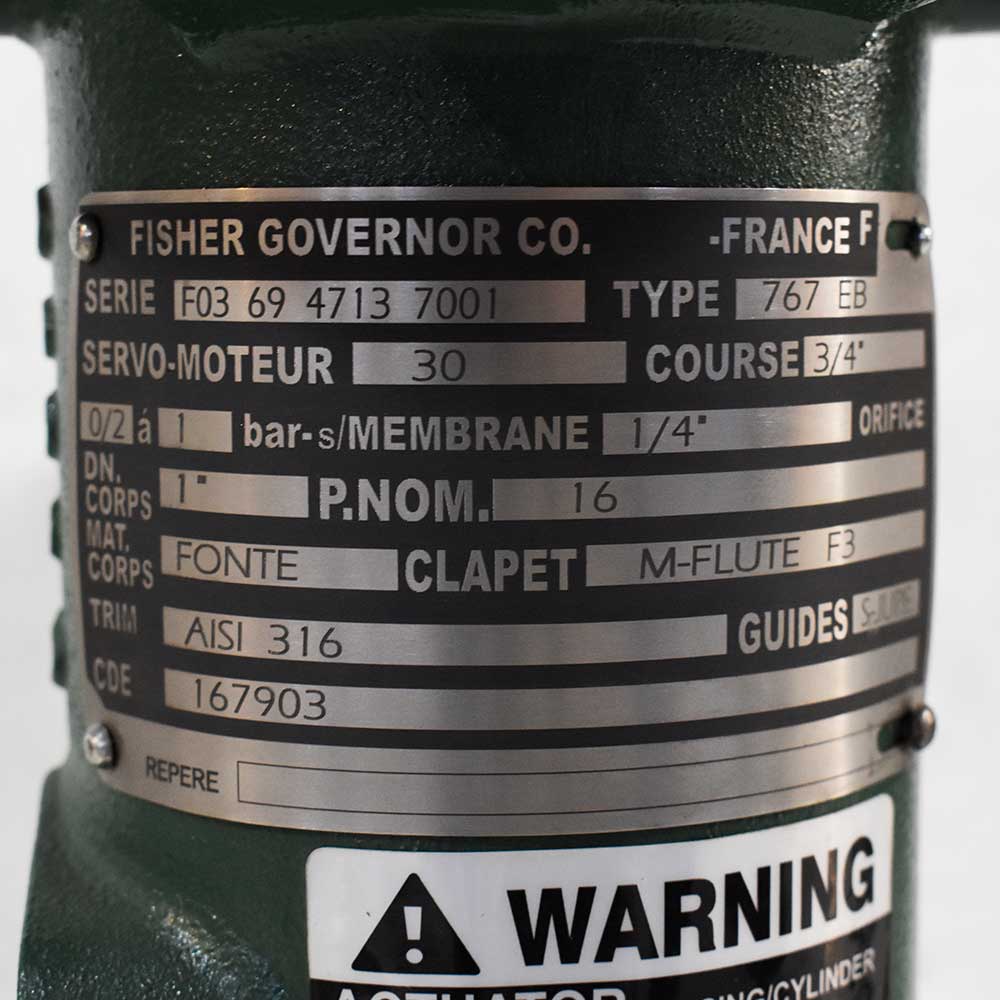 FISHER GOVERNOR CO. -FRANCE F
SERIE F03 69 4713 7001 TYPE 767 EB
SERVO-MOTEUR 30 COURSE 3/4"
0/2 á 1 bar-s/MEMBRANE 1/4" ORIFICE
DN. CORPS 1" P.NOM. 16
MAT. CORPS FONTE CLAPET M-FLUTE F3
TRIM AISI 316 GUIDES S-JUPE
CDE 167903
REPERE
WARNING
ACTUATOR